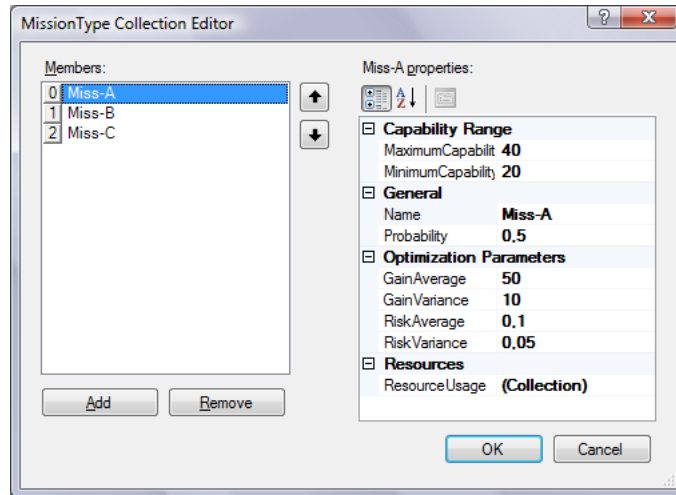 MissionType Collection Editor
Members:
0 Miss-A
1 Miss-B
2 Miss-C
Add
Remove
Miss-A properties:
Capability Range
MaximumCapabilit 40
MinimumCapability 20
General
Name Miss-A
Probability 0,5
Optimization Parameters
GainAverage 50
GainVariance 10
RiskAverage 0,1
RiskVariance 0,05
Resources
ResourceUsage (Collection)
OK
Cancel